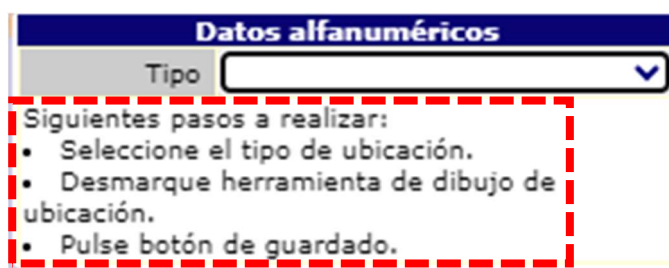 Datos alfanuméricos
Tipo
Siguientes pasos a realizar:
• Seleccione el tipo de ubicación.
• Desmarque herramienta de dibujo de
ubicación.
• Pulse botón de guardado.